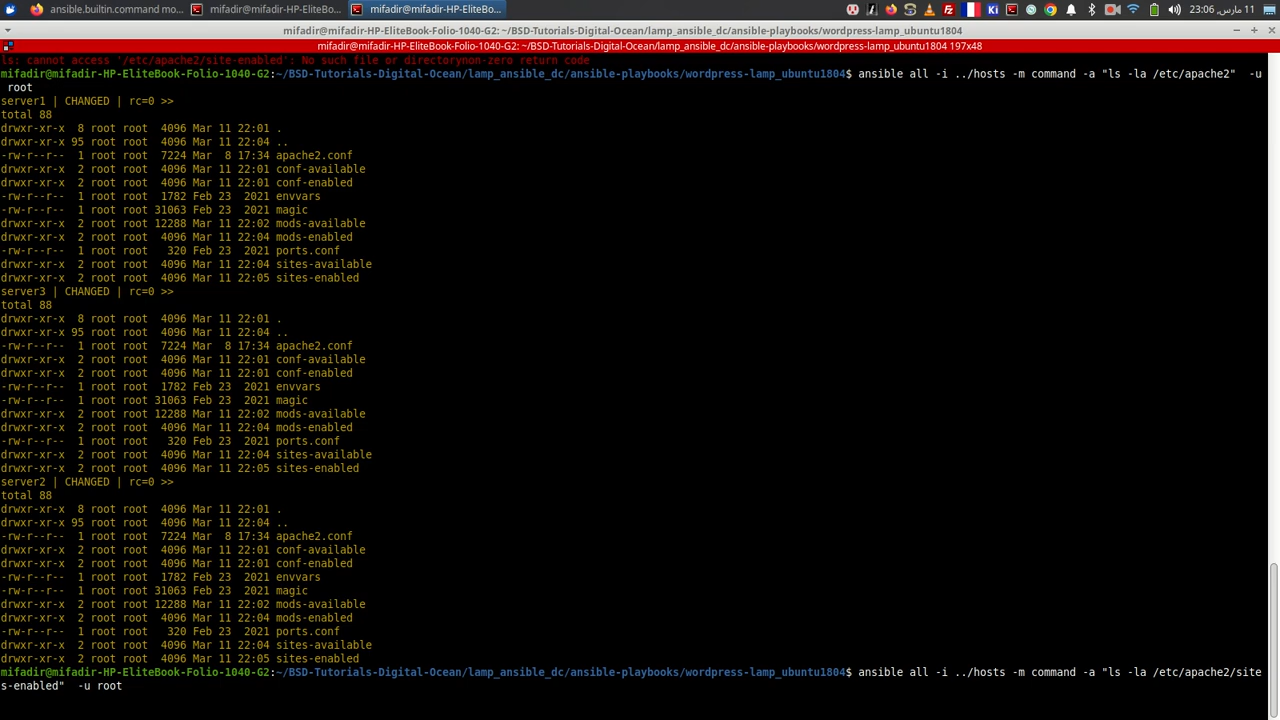 ansible.builtin.command mo...
mifadir@mifadir-HP-EliteBo...
mifadir@mifadir-HP-EliteBo...
Ki
11 مارس, 23:06
mifadir@mifadir-HP-EliteBook-Folio-1040-G2: ~/BSD-Tutorials-Digital-Ocean/lamp_ansible_dc/ansible-playbooks/wordpress-lamp_ubuntu1804
mifadir@mifadir-HP-EliteBook-Folio-1040-G2: ~/BSD-Tutorials-Digital-Ocean/lamp_ansible_dc/ansible-playbooks/wordpress-lamp_ubuntu1804 197x48
ls: cannot access '/etc/apache2/site-enabled': No such file or directorynon-zero return code
mifadir@mifadir-HP-EliteBook-Folio-1040-G2:~/BSD-Tutorials-Digital-Ocean/lamp_ansible_dc/ansible-playbooks/wordpress-lamp_ubuntu1804$ ansible all -i ../hosts -m command -a "ls -la /etc/apache2"  -u
 root
server1 | CHANGED | rc=0 >>
total 88
drwxr-xr-x  8 root root  4096 Mar 11 22:01 .
drwxr-xr-x 95 root root  4096 Mar 11 22:04 ..
-rw-r--r--  1 root root  7224 Mar  8 17:34 apache2.conf
drwxr-xr-x  2 root root  4096 Mar 11 22:01 conf-available
drwxr-xr-x  2 root root  4096 Mar 11 22:01 conf-enabled
-rw-r--r--  1 root root  1782 Feb 23  2021 envvars
-rw-r--r--  1 root root 31063 Feb 23  2021 magic
drwxr-xr-x  2 root root 12288 Mar 11 22:02 mods-available
drwxr-xr-x  2 root root  4096 Mar 11 22:04 mods-enabled
-rw-r--r--  1 root root   320 Feb 23  2021 ports.conf
drwxr-xr-x  2 root root  4096 Mar 11 22:04 sites-available
drwxr-xr-x  2 root root  4096 Mar 11 22:05 sites-enabled
server3 | CHANGED | rc=0 >>
total 88
drwxr-xr-x  8 root root  4096 Mar 11 22:01 .
drwxr-xr-x 95 root root  4096 Mar 11 22:04 ..
-rw-r--r--  1 root root  7224 Mar  8 17:34 apache2.conf
drwxr-xr-x  2 root root  4096 Mar 11 22:01 conf-available
drwxr-xr-x  2 root root  4096 Mar 11 22:01 conf-enabled
-rw-r--r--  1 root root  1782 Feb 23  2021 envvars
-rw-r--r--  1 root root 31063 Feb 23  2021 magic
drwxr-xr-x  2 root root 12288 Mar 11 22:02 mods-available
drwxr-xr-x  2 root root  4096 Mar 11 22:04 mods-enabled
-rw-r--r--  1 root root   320 Feb 23  2021 ports.conf
drwxr-xr-x  2 root root  4096 Mar 11 22:04 sites-available
drwxr-xr-x  2 root root  4096 Mar 11 22:05 sites-enabled
server2 | CHANGED | rc=0 >>
total 88
drwxr-xr-x  8 root root  4096 Mar 11 22:01 .
drwxr-xr-x 95 root root  4096 Mar 11 22:04 ..
-rw-r--r--  1 root root  7224 Mar  8 17:34 apache2.conf
drwxr-xr-x  2 root root  4096 Mar 11 22:01 conf-available
drwxr-xr-x  2 root root  4096 Mar 11 22:01 conf-enabled
-rw-r--r--  1 root root  1782 Feb 23  2021 envvars
-rw-r--r--  1 root root 31063 Feb 23  2021 magic
drwxr-xr-x  2 root root 12288 Mar 11 22:02 mods-available
drwxr-xr-x  2 root root  4096 Mar 11 22:04 mods-enabled
-rw-r--r--  1 root root   320 Feb 23  2021 ports.conf
drwxr-xr-x  2 root root  4096 Mar 11 22:04 sites-available
drwxr-xr-x  2 root root  4096 Mar 11 22:05 sites-enabled
mifadir@mifadir-HP-EliteBook-Folio-1040-G2:~/BSD-Tutorials-Digital-Ocean/lamp_ansible_dc/ansible-playbooks/wordpress-lamp_ubuntu1804$ ansible all -i ../hosts -m command -a "ls -la /etc/apache2/site
s-enabled"  -u root